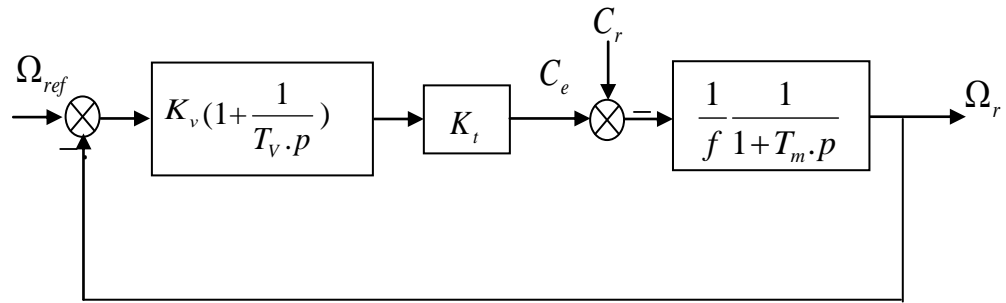 C_r
Ω_ref
C_e
Ω_r
K_v(1+1/(T_V.p))
K_t
1/f 1/(1+T_m.p)
−
−